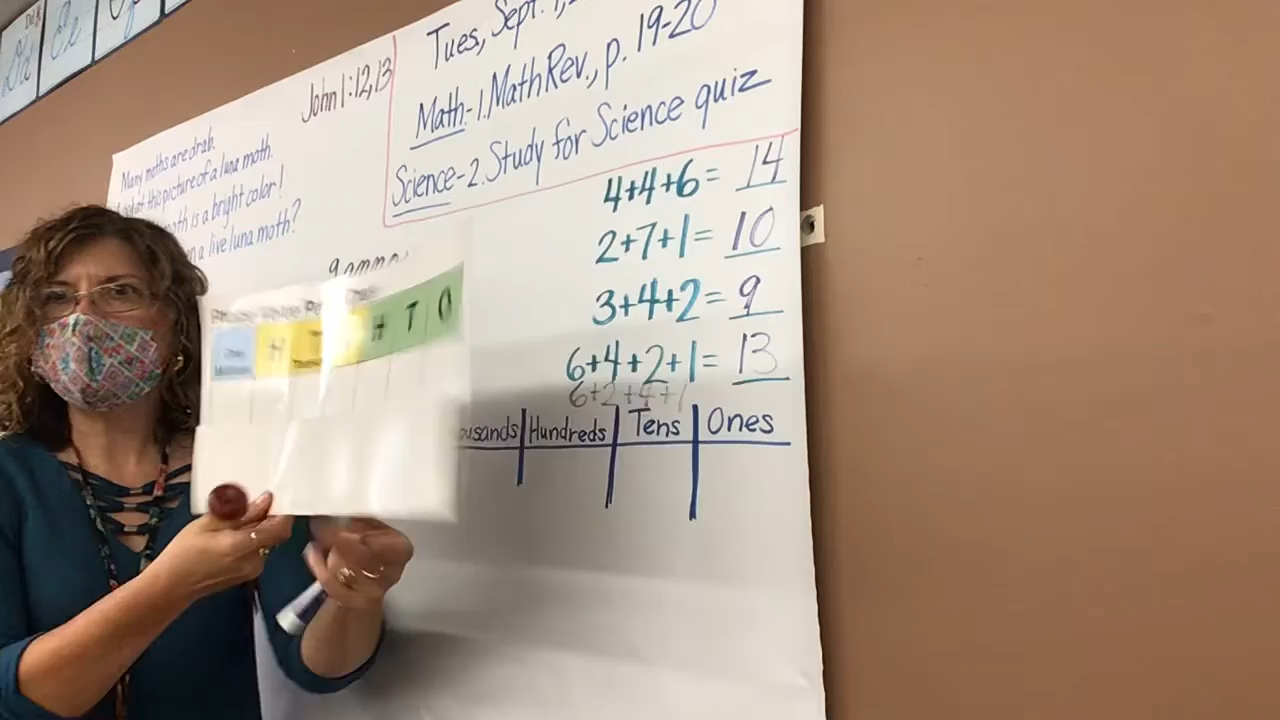 Tues, Sept. 1,
Math-1. Math Rev., p. 19-20
Science-2. Study for Science quiz
John 1:12,13
Many moths are drab.
this picture of a luna moth.
moth is a bright color!
a live luna moth?
4+4+6= 14
2+7+1= 10
3+4+2= 9
6+4+2+1= 13
6+2+4+1
Hundreds Tens Ones
H T O
H